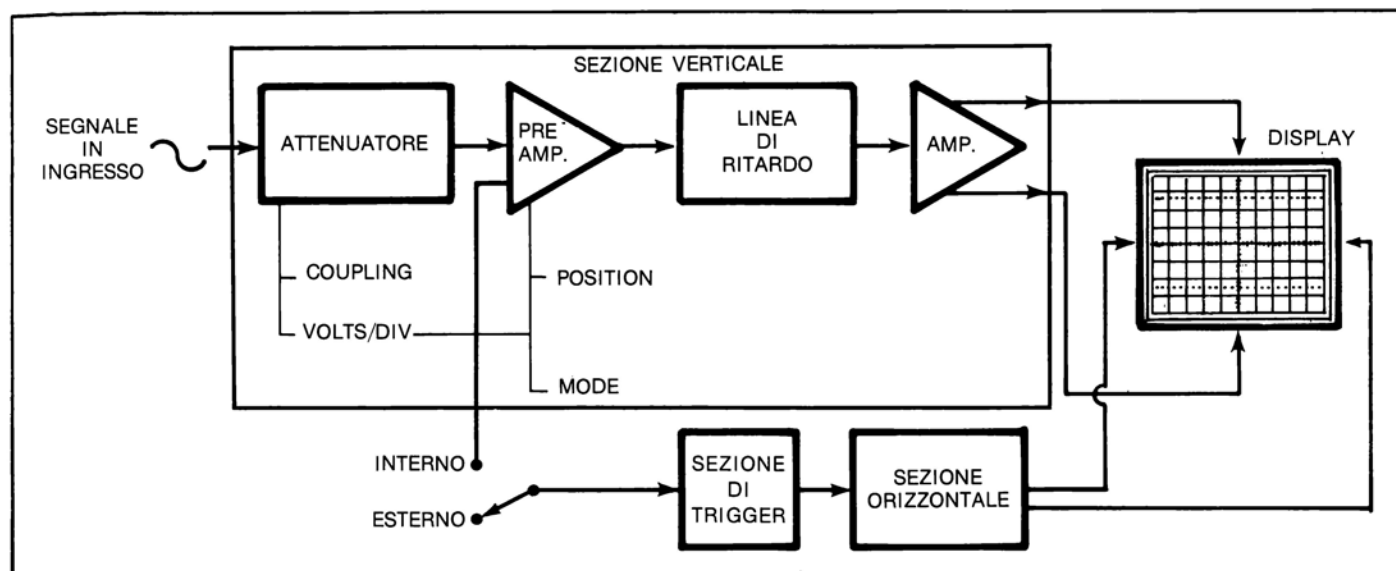 SEZIONE VERTICALE
SEGNALE
IN
INGRESSO
ATTENUATORE
PRE
AMP.
LINEA
DI
RITARDO
AMP.
DISPLAY
COUPLING
VOLTS/DIV
POSITION
MODE
INTERNO
ESTERNO
SEZIONE
DI
TRIGGER
SEZIONE
ORIZZONTALE